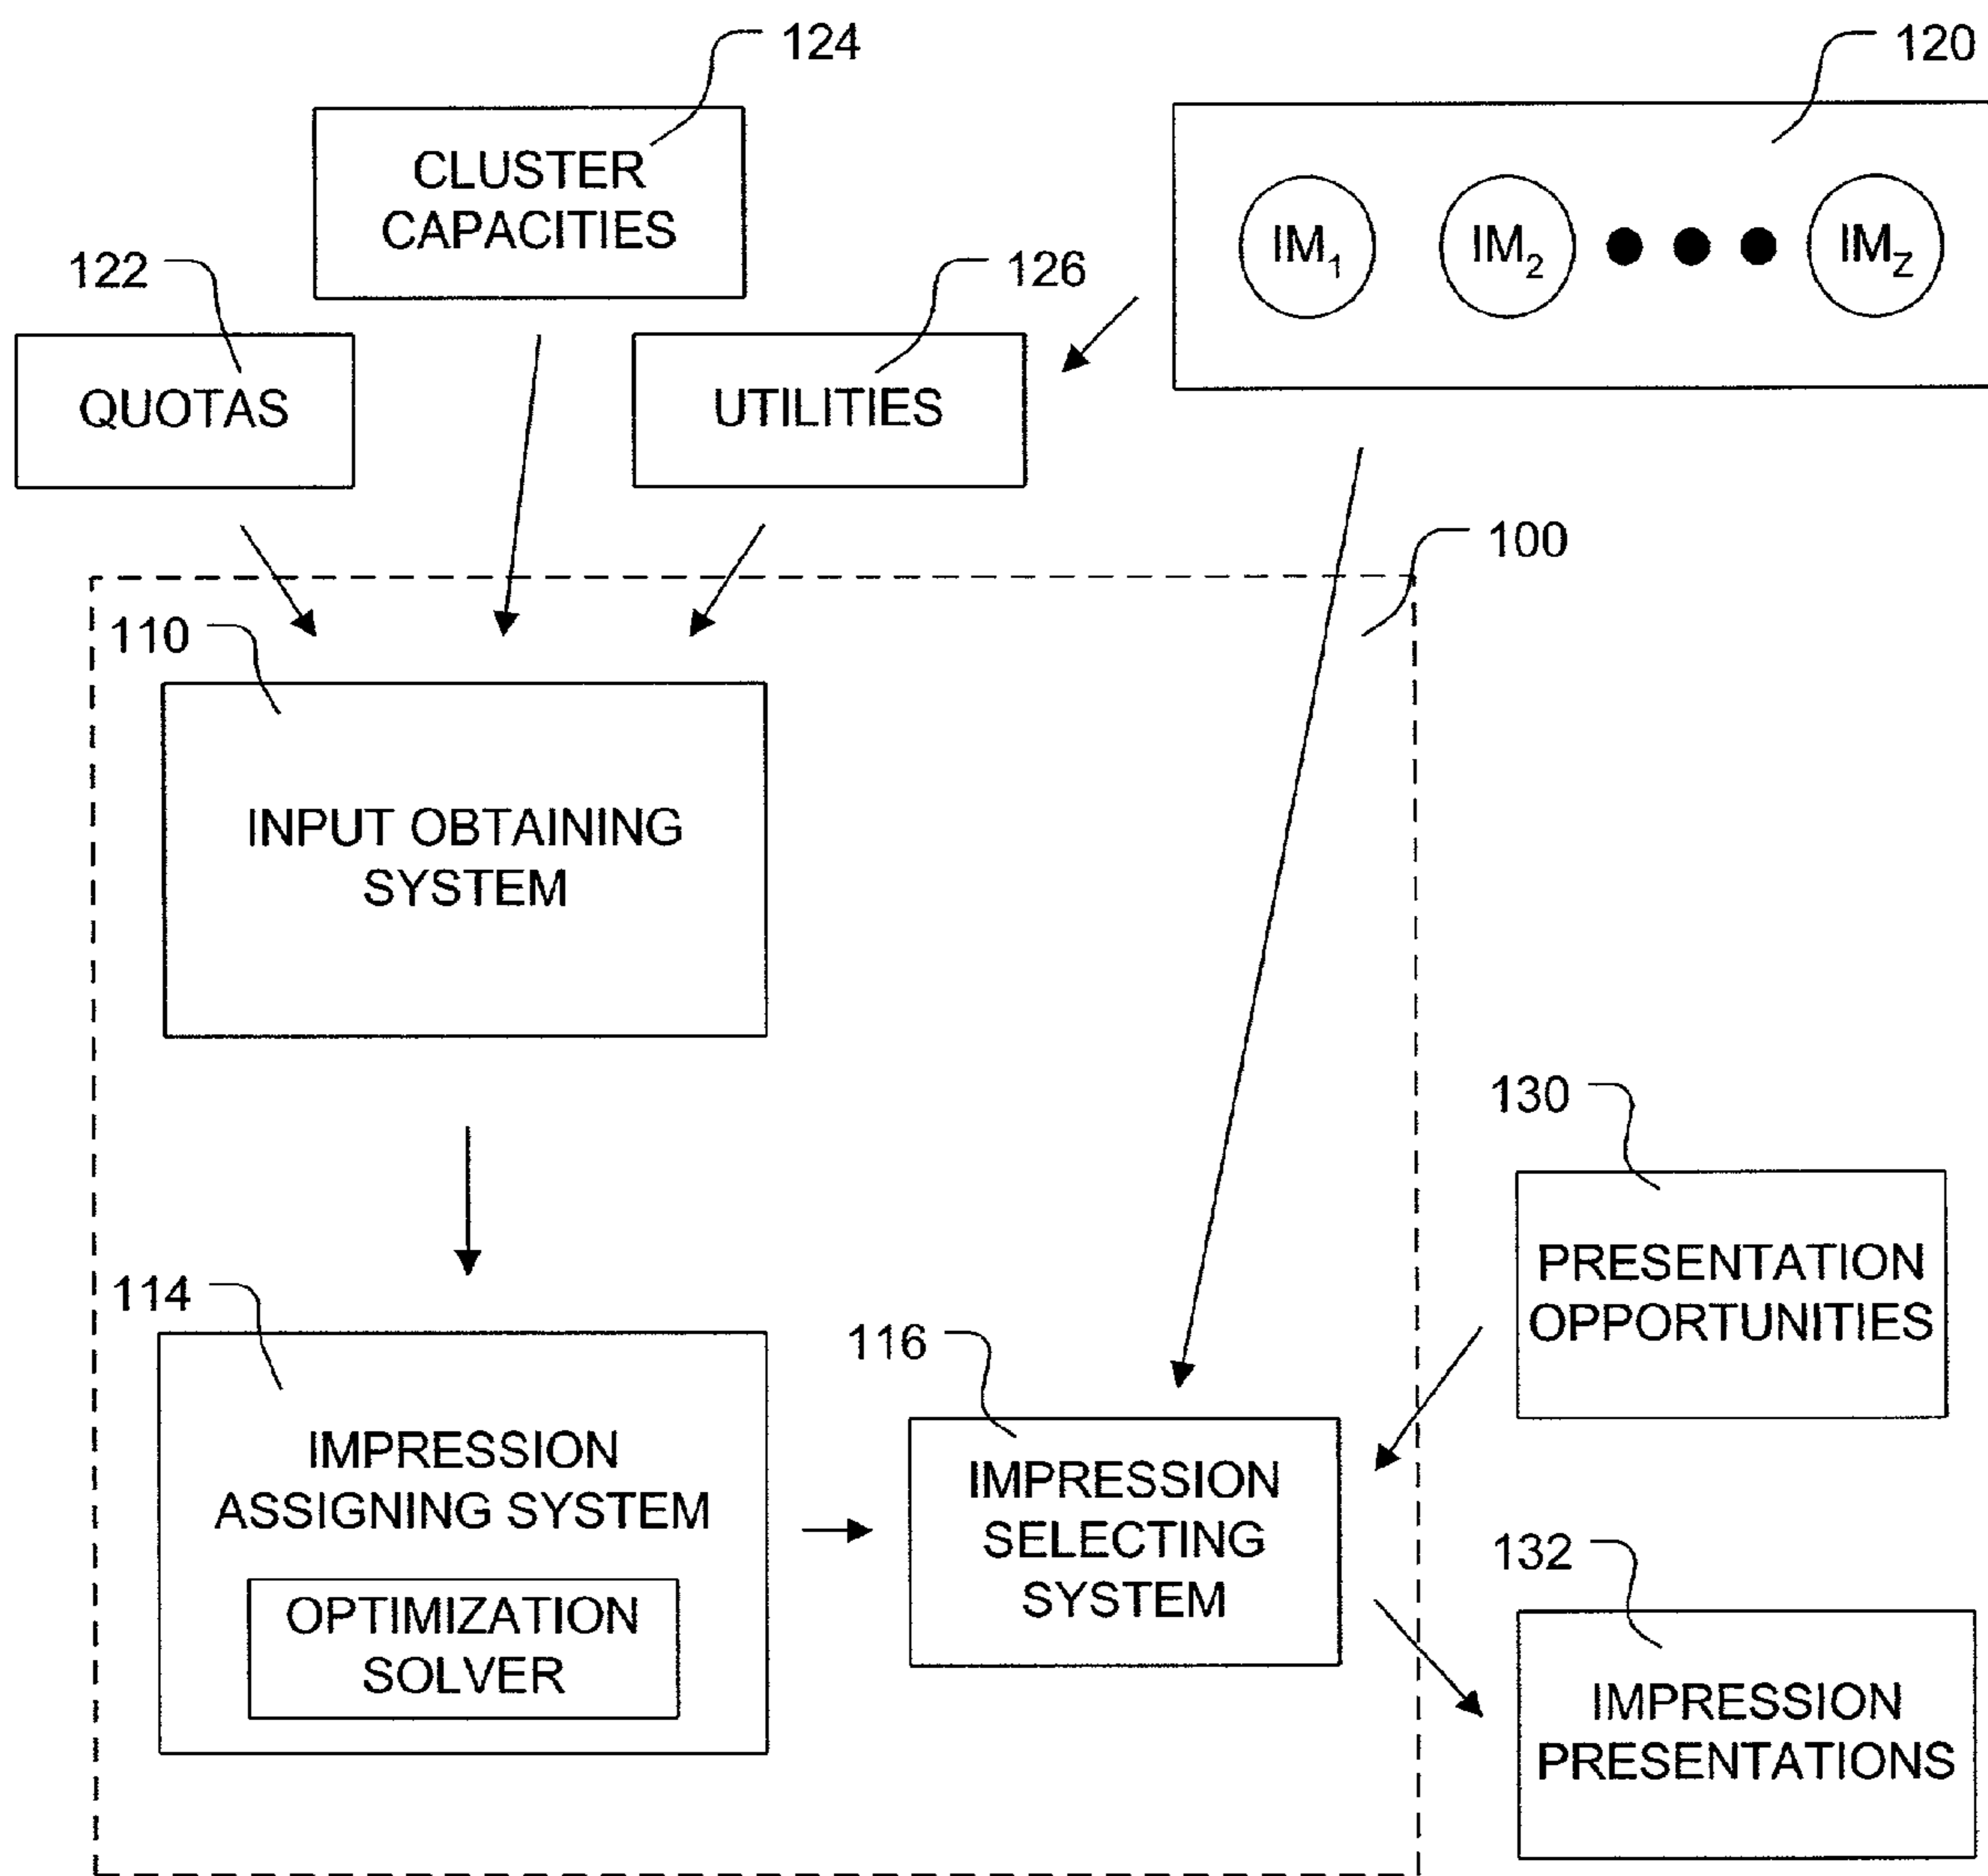 124
120
CLUSTER
CAPACITIES
IM₁ IM₂ IM_Z
122
126
QUOTAS
UTILITIES
100
110
INPUT OBTAINING
SYSTEM
130
PRESENTATION
OPPORTUNITIES
114
116
IMPRESSION
ASSIGNING SYSTEM
OPTIMIZATION
SOLVER
IMPRESSION
SELECTING
SYSTEM
132
IMPRESSION
PRESENTATIONS